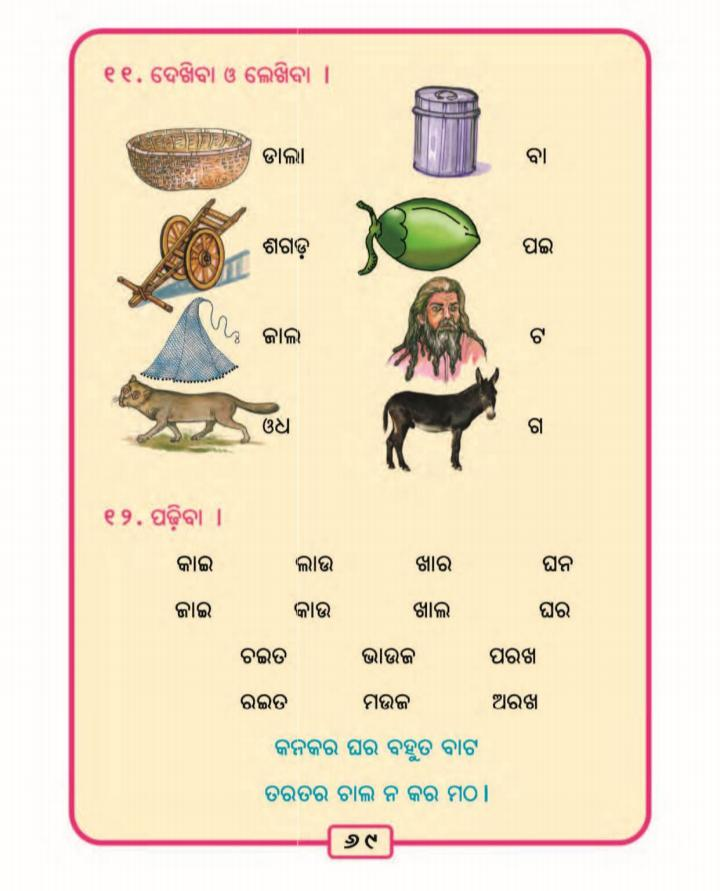 ୧୧. ଦେଖିବା ଓ ଲେଖିବା ।
ଡାଲା ବା
ଶଗଡ଼ ପଇ
ଜାଲ ଟ
ଓଧ ଗ
୧୨. ପଢ଼ିବା ।
କାଇ ଲାଉ ଖାର ଘନ
ଜାଇ କାଉ ଖାଲ ଘର
ଚଇତ ଭାଉଜ ପରଖ
ରଇତ ମଉଜ ଅରଖ
କନକର ଘର ବହୁତ ବାଟ
ତରତର ଚାଲ ନ କର ମଠ।
୬୯